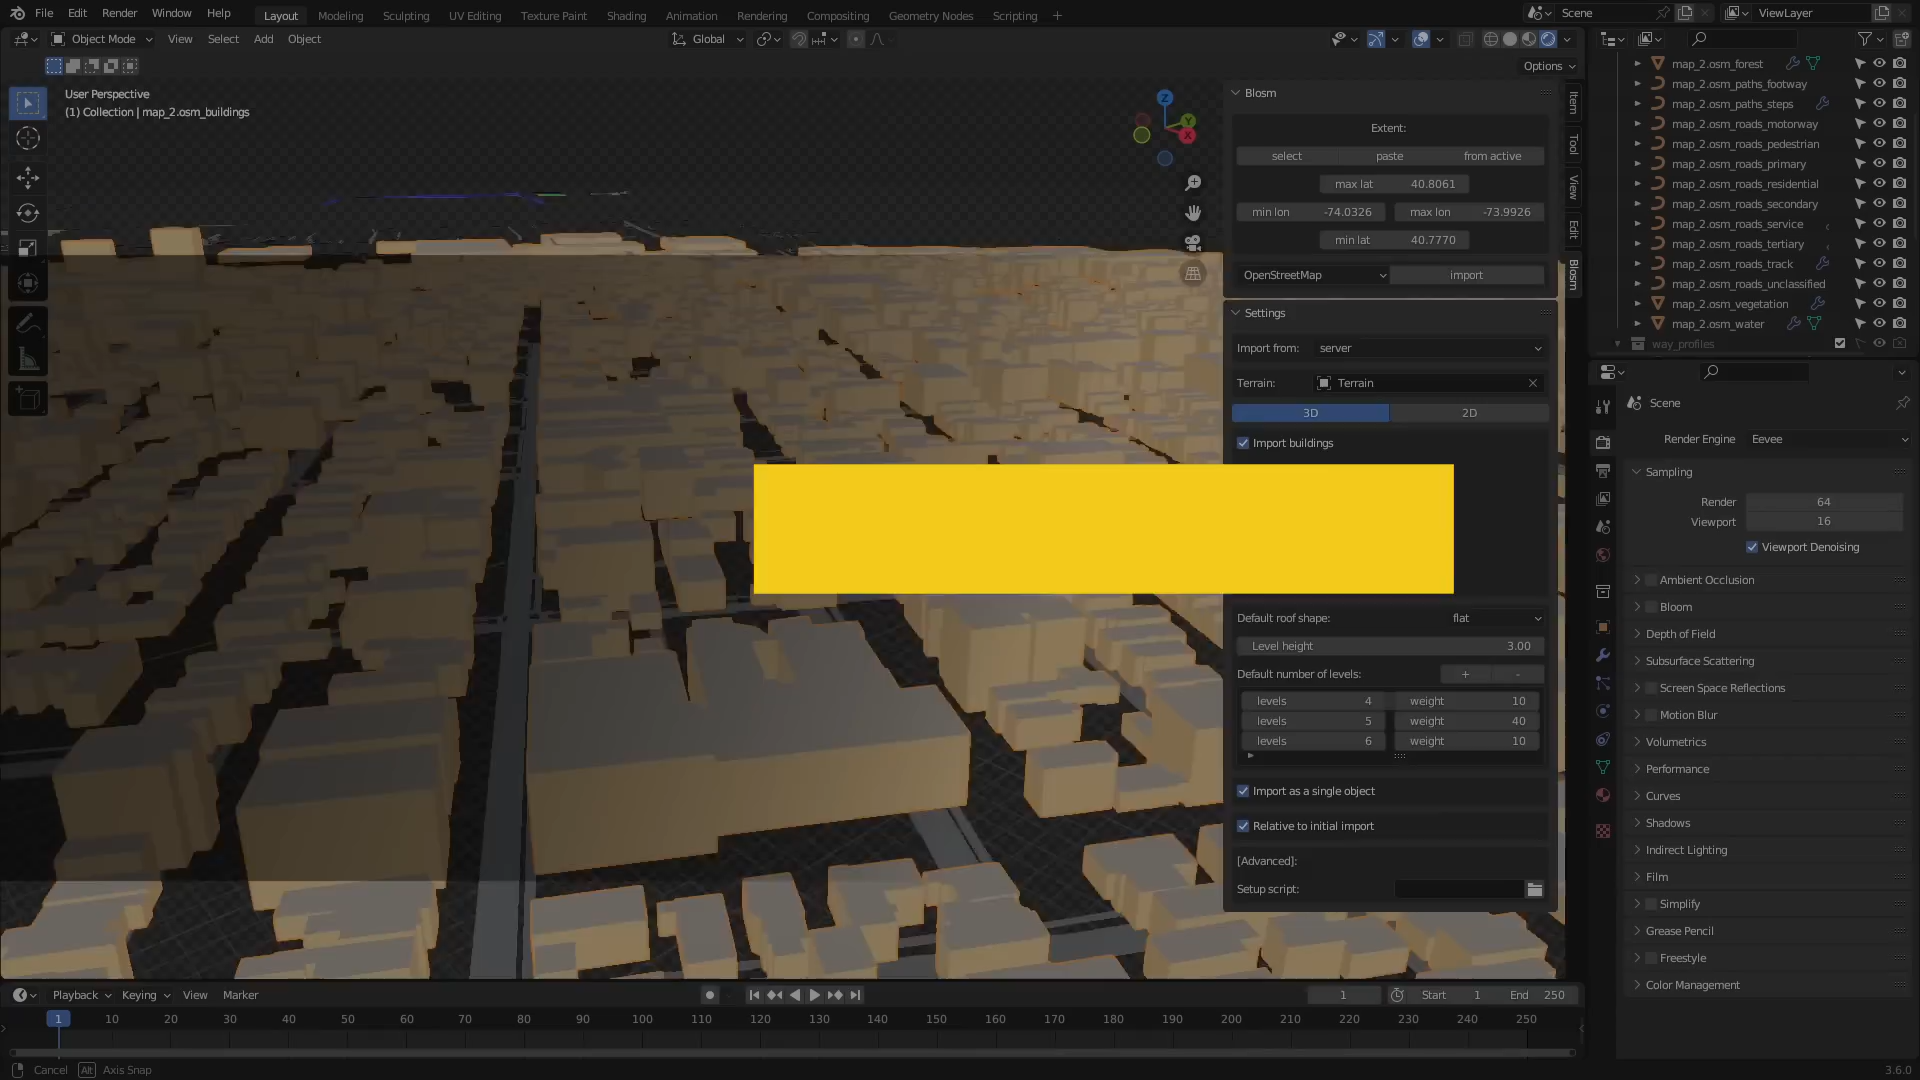 File Edit Render Window Help Layout Modeling Sculpting UV Editing Texture Paint Shading Animation Rendering Compositing Geometry Nodes Scripting + Scene ViewLayer
Object Mode View Select Add Object Global
Options
User Perspective
(1) Collection | map_2.osm_buildings
Z
Y
X
Blosm
Extent:
select paste from active
max lat 40.8061
min lon -74.0326 max lon -73.9926
min lat 40.7770
OpenStreetMap import
Settings
Import from: server
Terrain: Terrain
3D 2D
Import buildings
Default roof shape: flat
Level height 3.00
Default number of levels: + -
levels 4 weight 10
levels 5 weight 40
levels 6 weight 10
Import as a single object
Relative to initial import
[Advanced]:
Setup script:
Item
Tool
View
Edit
Blosm
map_2.osm_forest
map_2.osm_paths_footway
map_2.osm_paths_steps
map_2.osm_roads_motorway
map_2.osm_roads_pedestrian
map_2.osm_roads_primary
map_2.osm_roads_residential
map_2.osm_roads_secondary
map_2.osm_roads_service
map_2.osm_roads_tertiary
map_2.osm_roads_track
map_2.osm_roads_unclassified
map_2.osm_vegetation
map_2.osm_water
way_profiles
Scene
Render Engine Eevee
Sampling
Render 64
Viewport 16
Viewport Denoising
Ambient Occlusion
Bloom
Depth of Field
Subsurface Scattering
Screen Space Reflections
Motion Blur
Volumetrics
Performance
Curves
Shadows
Indirect Lighting
Film
Simplify
Grease Pencil
Freestyle
Color Management
Playback Keying View Marker 1 Start 1 End 250
1 10 20 30 40 50 60 70 80 90 100 110 120 130 140 150 160 170 180 190 200 210 220 230 240 250
Cancel Alt Axis Snap 3.6.0